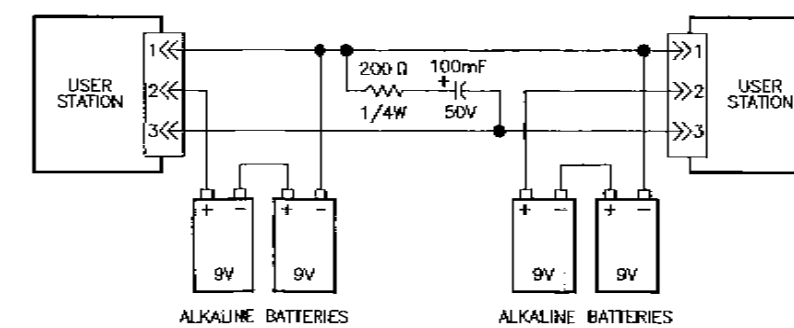 USER
STATION
1
2
3
200 Ω
1/4W
100mF
+
50V
1
2
3
USER
STATION
+ -
+ -
9V
9V
+ -
+ -
9V
9V
ALKALINE BATTERIES
ALKALINE BATTERIES